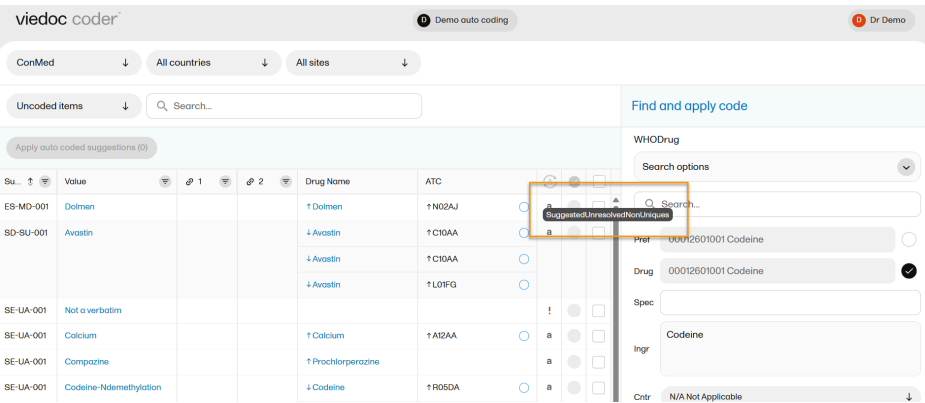 viedoc coder
D Demo auto coding
D Dr Demo
ConMed
All countries
All sites
Uncoded items
Search...
Find and apply code
Apply auto coded suggestions (0)
WHODrug
Search options
Su... Value 1 2 Drug Name ATC
ES-MD-001 Dolmen ↑Dolmen ↑N02AJ a
Search...
SuggestedUnresolvedNonUniques
SD-SU-001 Avastin ↓Avastin ↑C10AA a
↓Avastin ↑C10AA
↓Avastin ↑L01FG
Pref 00012601001 Codeine
Drug 00012601001 Codeine
Spec
SE-UA-001 Not a verbatim !
SE-UA-001 Calcium ↑Calcium ↑A12AA a
SE-UA-001 Compazine ↑Prochlorperazine a
SE-UA-001 Codeine-Ndemethylation ↓Codeine ↑R05DA a
Ingr Codeine
Cntr N/A Not Applicable